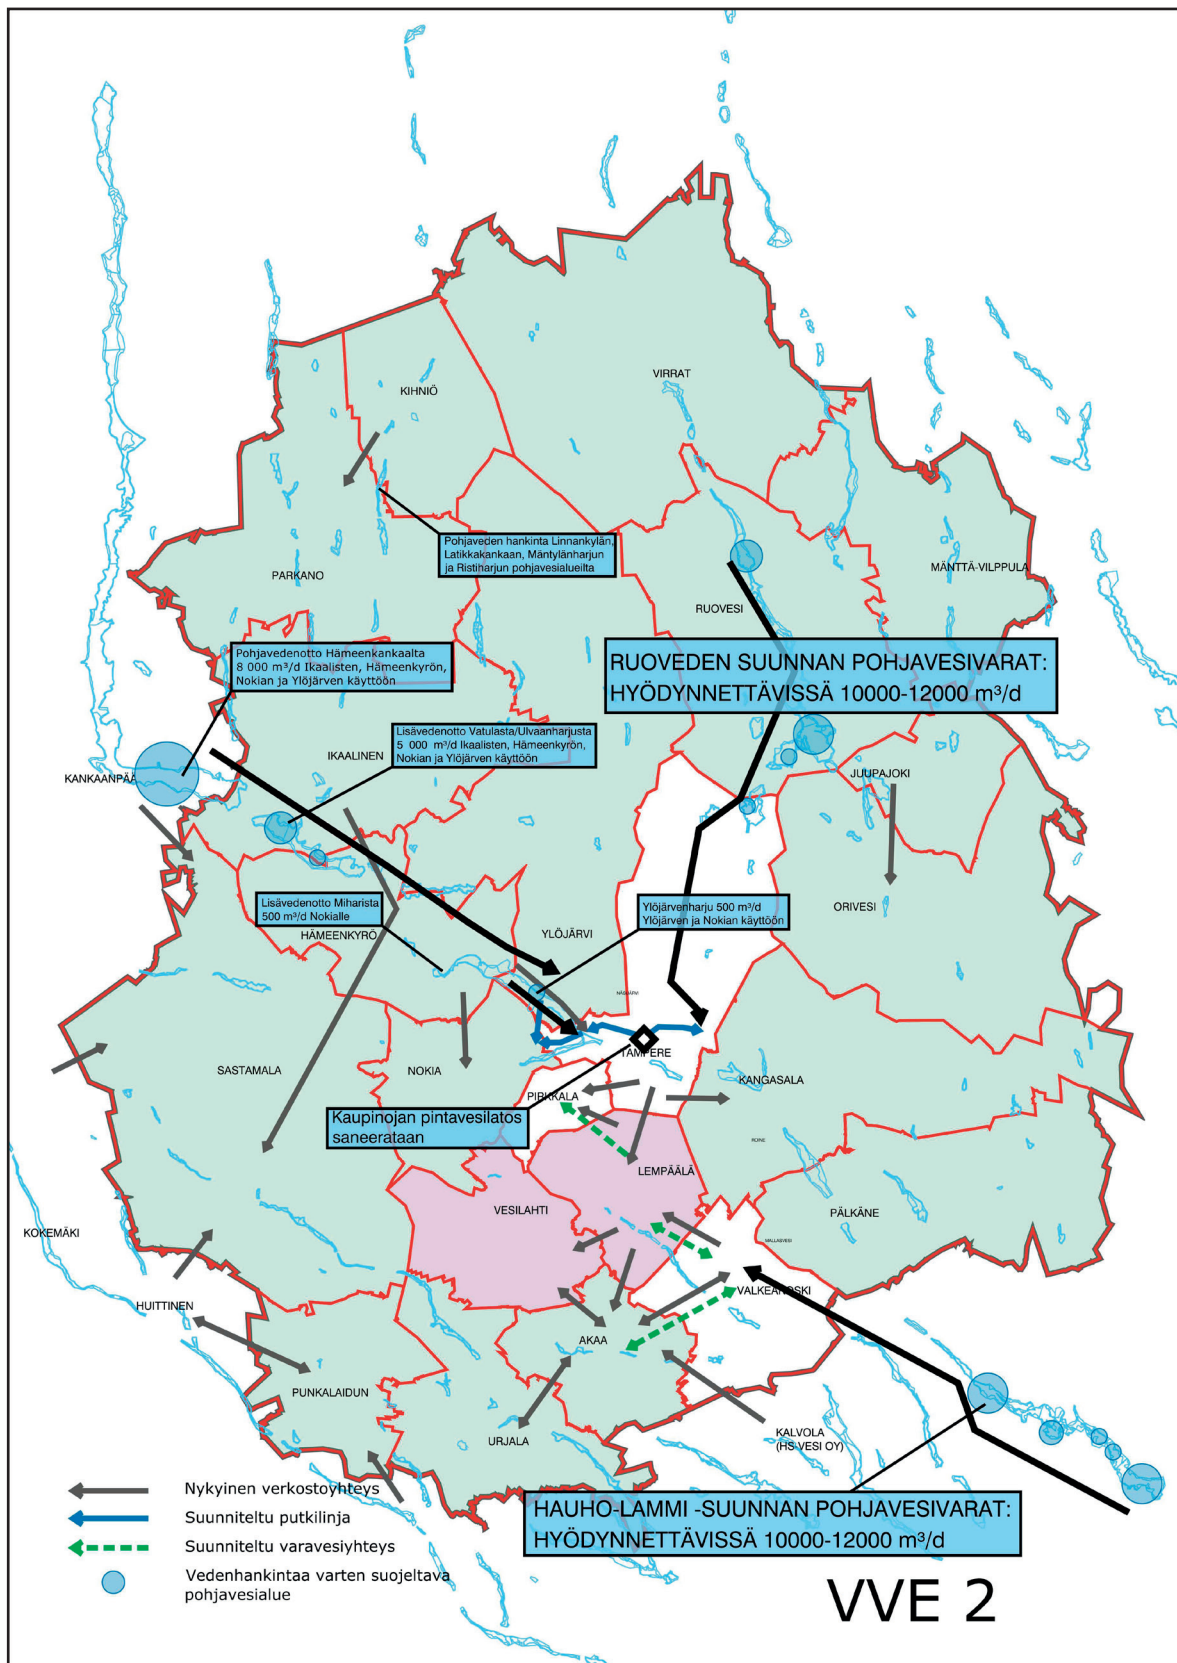 VIRRAT
KIHNIÖ
Pohjaveden hankinta Linnankylän,
Latikkakankaan, Mäntylänharjun
ja Ristiharjun pohjavesialueilta
PARKANO
MÄNTTÄ-VILPPULA
RUOVESI
Pohjavedenotto Hämeenkankaalta
8 000 m³/d Ikaalisten, Hämeenkyrön,
Nokian ja Ylöjärven käyttöön
RUOVEDEN SUUNNAN POHJAVESIVARAT:
HYÖDYNNETTÄVISSÄ 10000-12000 m³/d
Lisävedenotto Vatulasta/Ulvaanharjusta
5 000 m³/d Ikaalisten, Hämeenkyrön,
Nokian ja Ylöjärven käyttöön
IKAALINEN
KANKAANPÄÄ
JUUPAJOKI
Lisävedenotto Miharista
500 m³/d Nokialle
Ylöjärvenharju 500 m³/d
Ylöjärven ja Nokian käyttöön
ORIVESI
HÄMEENKYRÖ
YLÖJÄRVI
NÄSIJÄRVI
TAMPERE
SASTAMALA
NOKIA
KANGASALA
PIRKKALA
Kaupinojan pintavesilatos
saneerataan
ROINE
LEMPÄÄLÄ
VESILAHTI
PÄLKÄNE
KOKEMÄKI
MALLASVESI
VALKEAKOSKI
HUITTINEN
AKAA
PUNKALAIDUN
URJALA
KALVOLA
(HS VESI OY)
Nykyinen verkostoyhteys
Suunniteltu putkilinja
Suunniteltu varavesiyhteys
Vedenhankintaa varten suojeltava
pohjavesialue
HAUHO-LAMMI -SUUNNAN POHJAVESIVARAT:
HYÖDYNNETTÄVISSÄ 10000-12000 m³/d
VVE 2